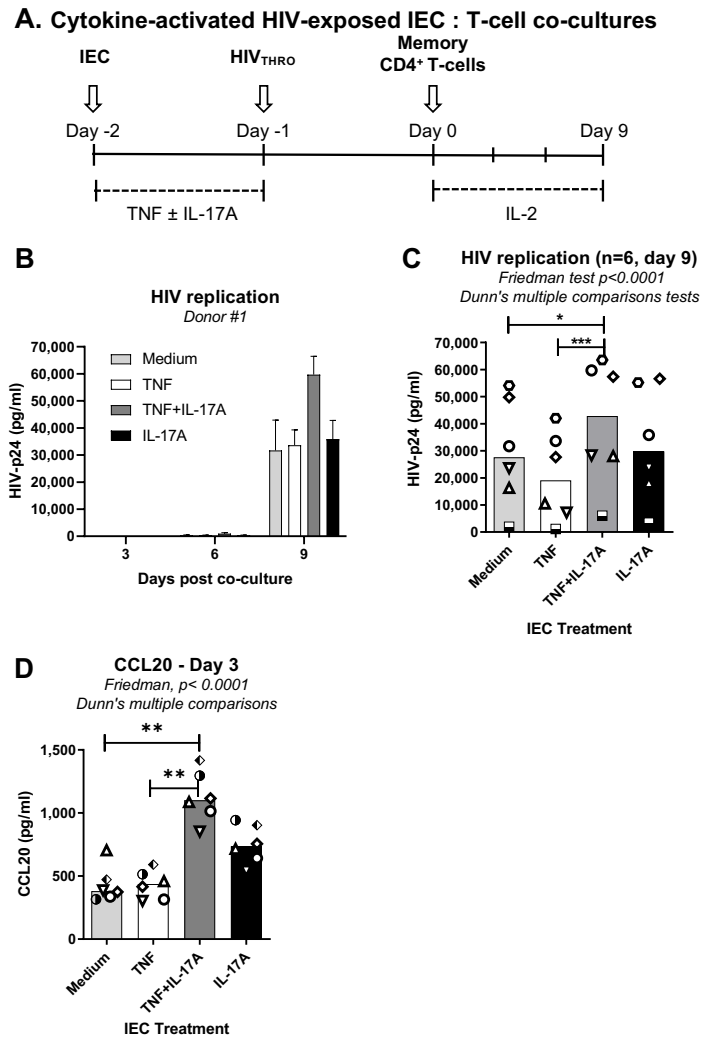 A. Cytokine-activated HIV-exposed IEC : T-cell co-cultures
IEC
HIVTHRO
Memory
CD4+ T-cells
Day -2
Day -1
Day 0
Day 9
TNF ± IL-17A
IL-2
B
HIV replication
Donor #1
70,000
60,000
50,000
40,000
30,000
20,000
10,000
0
HIV-p24 (pg/ml)
Medium
TNF
TNF+IL-17A
IL-17A
3
6
9
Days post co-culture
C
HIV replication (n=6, day 9)
Friedman test p<0.0001
Dunn's multiple comparisons tests
*
***
70,000
60,000
50,000
40,000
30,000
20,000
10,000
0
HIV-p24 (pg/ml)
Medium
TNF
TNF+IL-17A
IL-17A
IEC Treatment
D
CCL20 - Day 3
Friedman, p< 0.0001
Dunn's multiple comparisons
**
**
1,500
1,000
500
0
CCL20 (pg/ml)
Medium
TNF
TNF+IL-17A
IL-17A
IEC Treatment